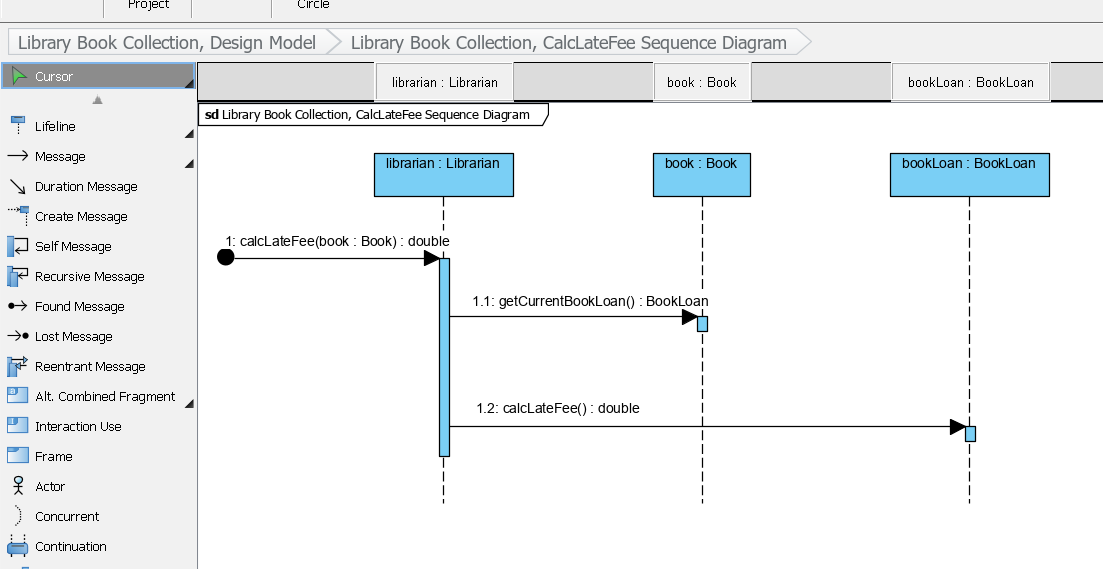 Project
Circle
Library Book Collection, Design Model
Library Book Collection, CalcLateFee Sequence Diagram
Cursor
librarian : Librarian
book : Book
bookLoan : BookLoan
sd Library Book Collection, CalcLateFee Sequence Diagram
Lifeline
Message
Duration Message
Create Message
Self Message
Recursive Message
Found Message
Lost Message
Reentrant Message
Alt. Combined Fragment
Interaction Use
Frame
Actor
Concurrent
Continuation
librarian : Librarian
book : Book
bookLoan : BookLoan
1: calcLateFee(book : Book) : double
1.1: getCurrentBookLoan() : BookLoan
1.2: calcLateFee() : double